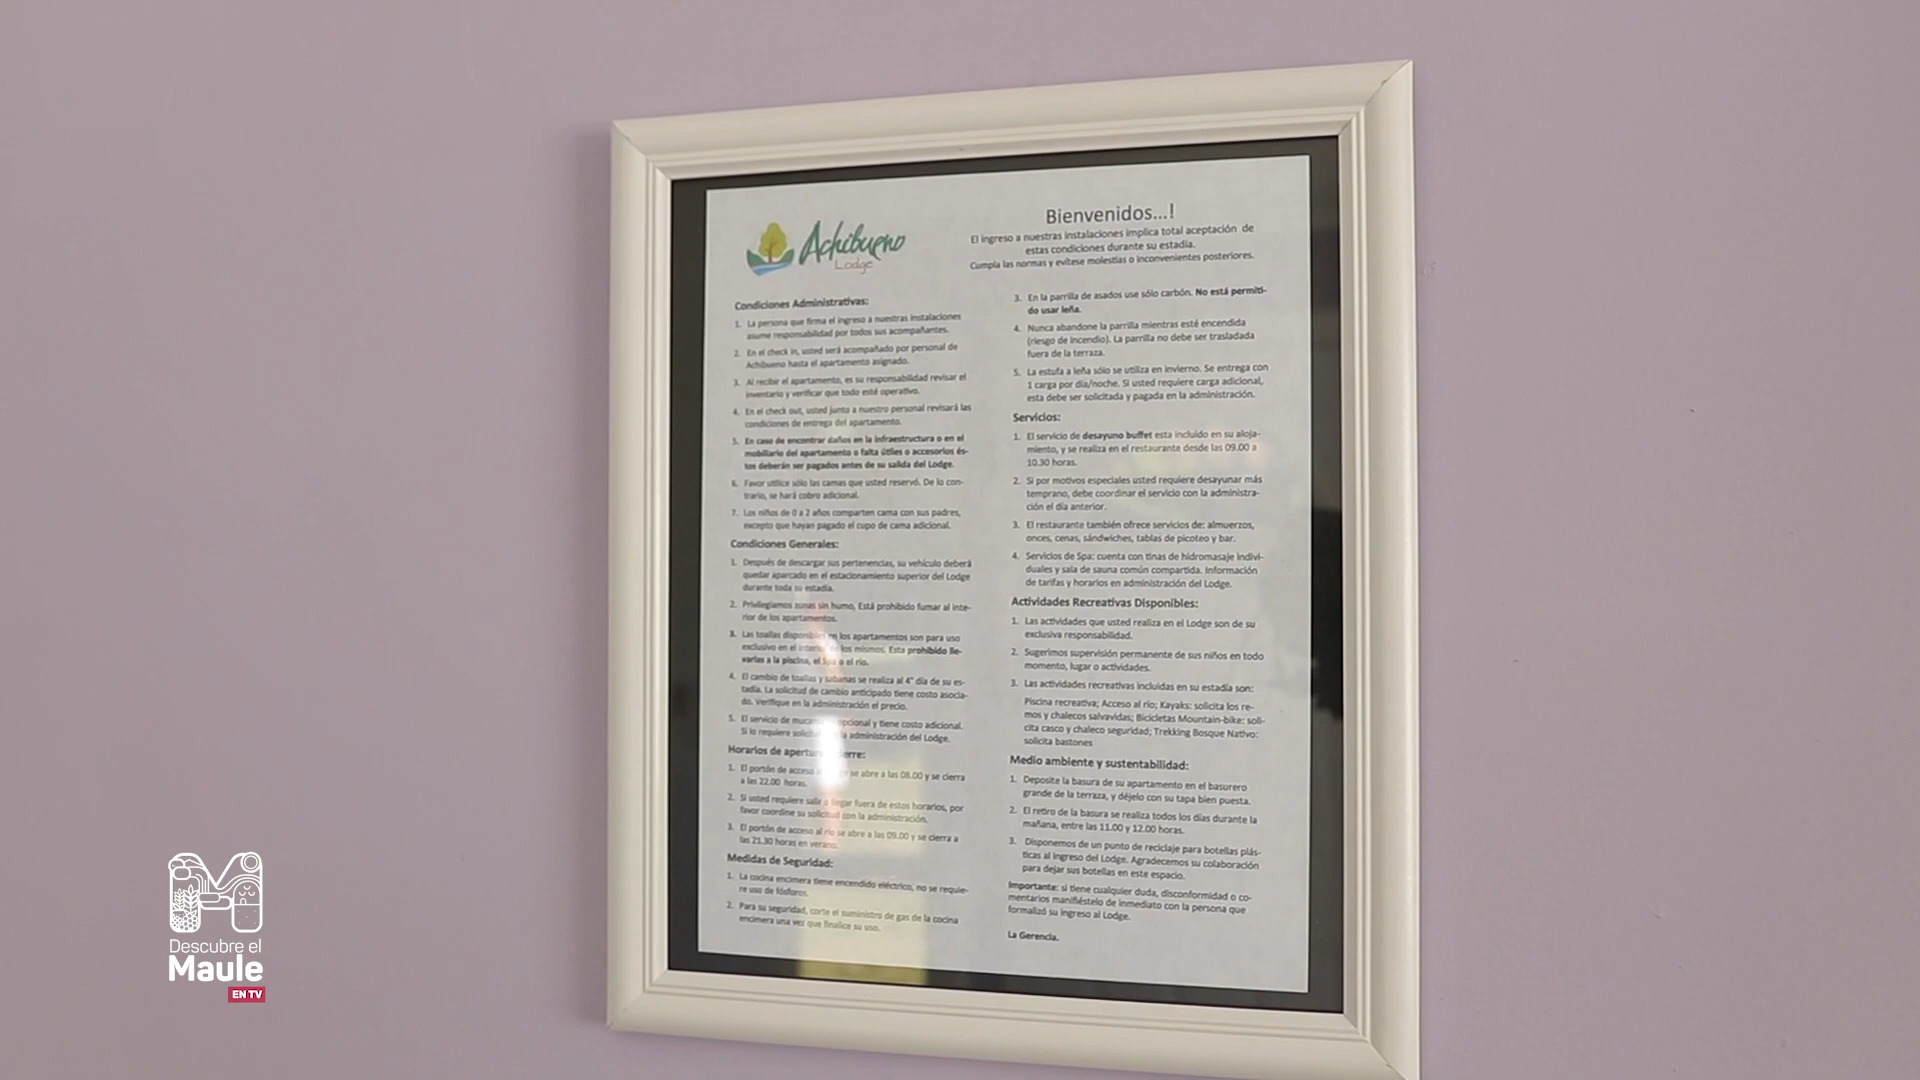 Achibueno
Lodge
Bienvenidos...!
El ingreso a nuestras instalaciones implica total aceptación de
estas condiciones durante su estadía.
Cumpla las normas y evítese molestias o inconvenientes posteriores.
Condiciones Administrativas:
1. La persona que firma el ingreso a nuestras instalaciones
asume responsabilidad por todos sus acompañantes.
2. En el check in, usted será acompañado por personal de
Achibueno hasta el apartamento asignado.
3. Al recibir el apartamento, es su responsabilidad revisar el
inventario y verificar que todo esté operativo.
4. En el check out, usted junto a nuestro personal revisará las
condiciones de entrega del apartamento.
5. En caso de encontrar daños en la infraestructura o en el
mobiliario del apartamento o falta útiles o accesorios és-
tos deberán ser pagados antes de su salida del Lodge.
6. Favor utilice sólo las camas que usted reservó. De lo con-
trario, se hará cobro adicional.
7. Los niños de 0 a 2 años comparten cama con sus padres,
excepto que hayan pagado el cupo de cama adicional.
Condiciones Generales:
1. Después de descargar sus pertenencias, su vehículo deberá
quedar aparcado en el estacionamiento superior del Lodge
durante toda su estadía.
2. Privilegiamos zonas sin humo, Está prohibido fumar al inte-
rior de los apartamentos.
3. Las toallas disponibles en los apartamentos son para uso
exclusivo en el interior de los mismos. Esta prohibido lle-
varlas a la piscina, el Spa o el río.
4. El cambio de toallas y sabanas se realiza al 4° día de su es-
tadía. La solicitud de cambio anticipado tiene costo asocia-
do. Verifique en la administración el precio.
5. El servicio de opcional y tiene costo adicional.
Si lo requiere la administración del Lodge.
Horarios de apertura cierre:
1. El portón de acceso se abre a las 08.00 y se cierra
a las 22.00 horas.
2. Si usted requiere salir o llegar fuera de estos horarios, por
favor coordine su solicitud con la administración.
3. El portón de acceso al río se abre a las 09.00 y se cierra a
las 21.30 horas en verano.
Medidas de Seguridad:
1. La cocina encimera tiene encendido eléctrico, no se requie-
re uso de fósforos.
2. Para su seguridad, corte el suministro de gas de la cocina
encimera una vez que finalice su uso.
3. En la parrilla de asados use sólo carbón. No está permiti-
do usar leña.
4. Nunca abandone la parrilla mientras esté encendida
(riesgo de incendio). La parrilla no debe ser trasladada
fuera de la terraza.
5. La estufa a leña sólo se utiliza en invierno. Se entrega con
1 carga por día/noche. Si usted requiere carga adicional,
esta debe ser solicitada y pagada en la administración.
Servicios:
1. El servicio de desayuno buffet esta incluido en su aloja-
miento, y se realiza en el restaurante desde las 09.00 a
10.30 horas.
2. Si por motivos especiales usted requiere desayunar más
temprano, debe coordinar el servicio con la administra-
ción el día anterior.
3. El restaurante también ofrece servicios de: almuerzos,
onces, cenas, sándwiches, tablas de picoteo y bar.
4. Servicios de Spa: cuenta con tinas de hidromasaje indivi-
duales y sala de sauna común compartida. Información
de tarifas y horarios en administración del Lodge.
Actividades Recreativas Disponibles:
1. Las actividades que usted realiza en el Lodge son de su
exclusiva responsabilidad.
2. Sugerimos supervisión permanente de sus niños en todo
momento, lugar o actividades.
3. Las actividades recreativas incluidas en su estadía son:
Piscina recreativa; Acceso al río; Kayaks: solicita los re-
mos y chalecos salvavidas; Bicicletas Mountain-bike: soli-
cita casco y chaleco seguridad; Trekking Bosque Nativo:
solicita bastones
Medio ambiente y sustentabilidad:
1. Deposite la basura de su apartamento en el basurero
grande de la terraza, y déjelo con su tapa bien puesta.
2. El retiro de la basura se realiza todos los días durante la
mañana, entre las 11.00 y 12.00 horas.
3. Disponemos de un punto de reciclaje para botellas plás-
ticas al ingreso del Lodge. Agradecemos su colaboración
para dejar sus botellas en este espacio.
Importante: si tiene cualquier duda, disconformidad o co-
mentarios manifiéstelo de inmediato con la persona que
formalizó su ingreso al Lodge.
La Gerencia.
Descubre el
Maule
EN TV